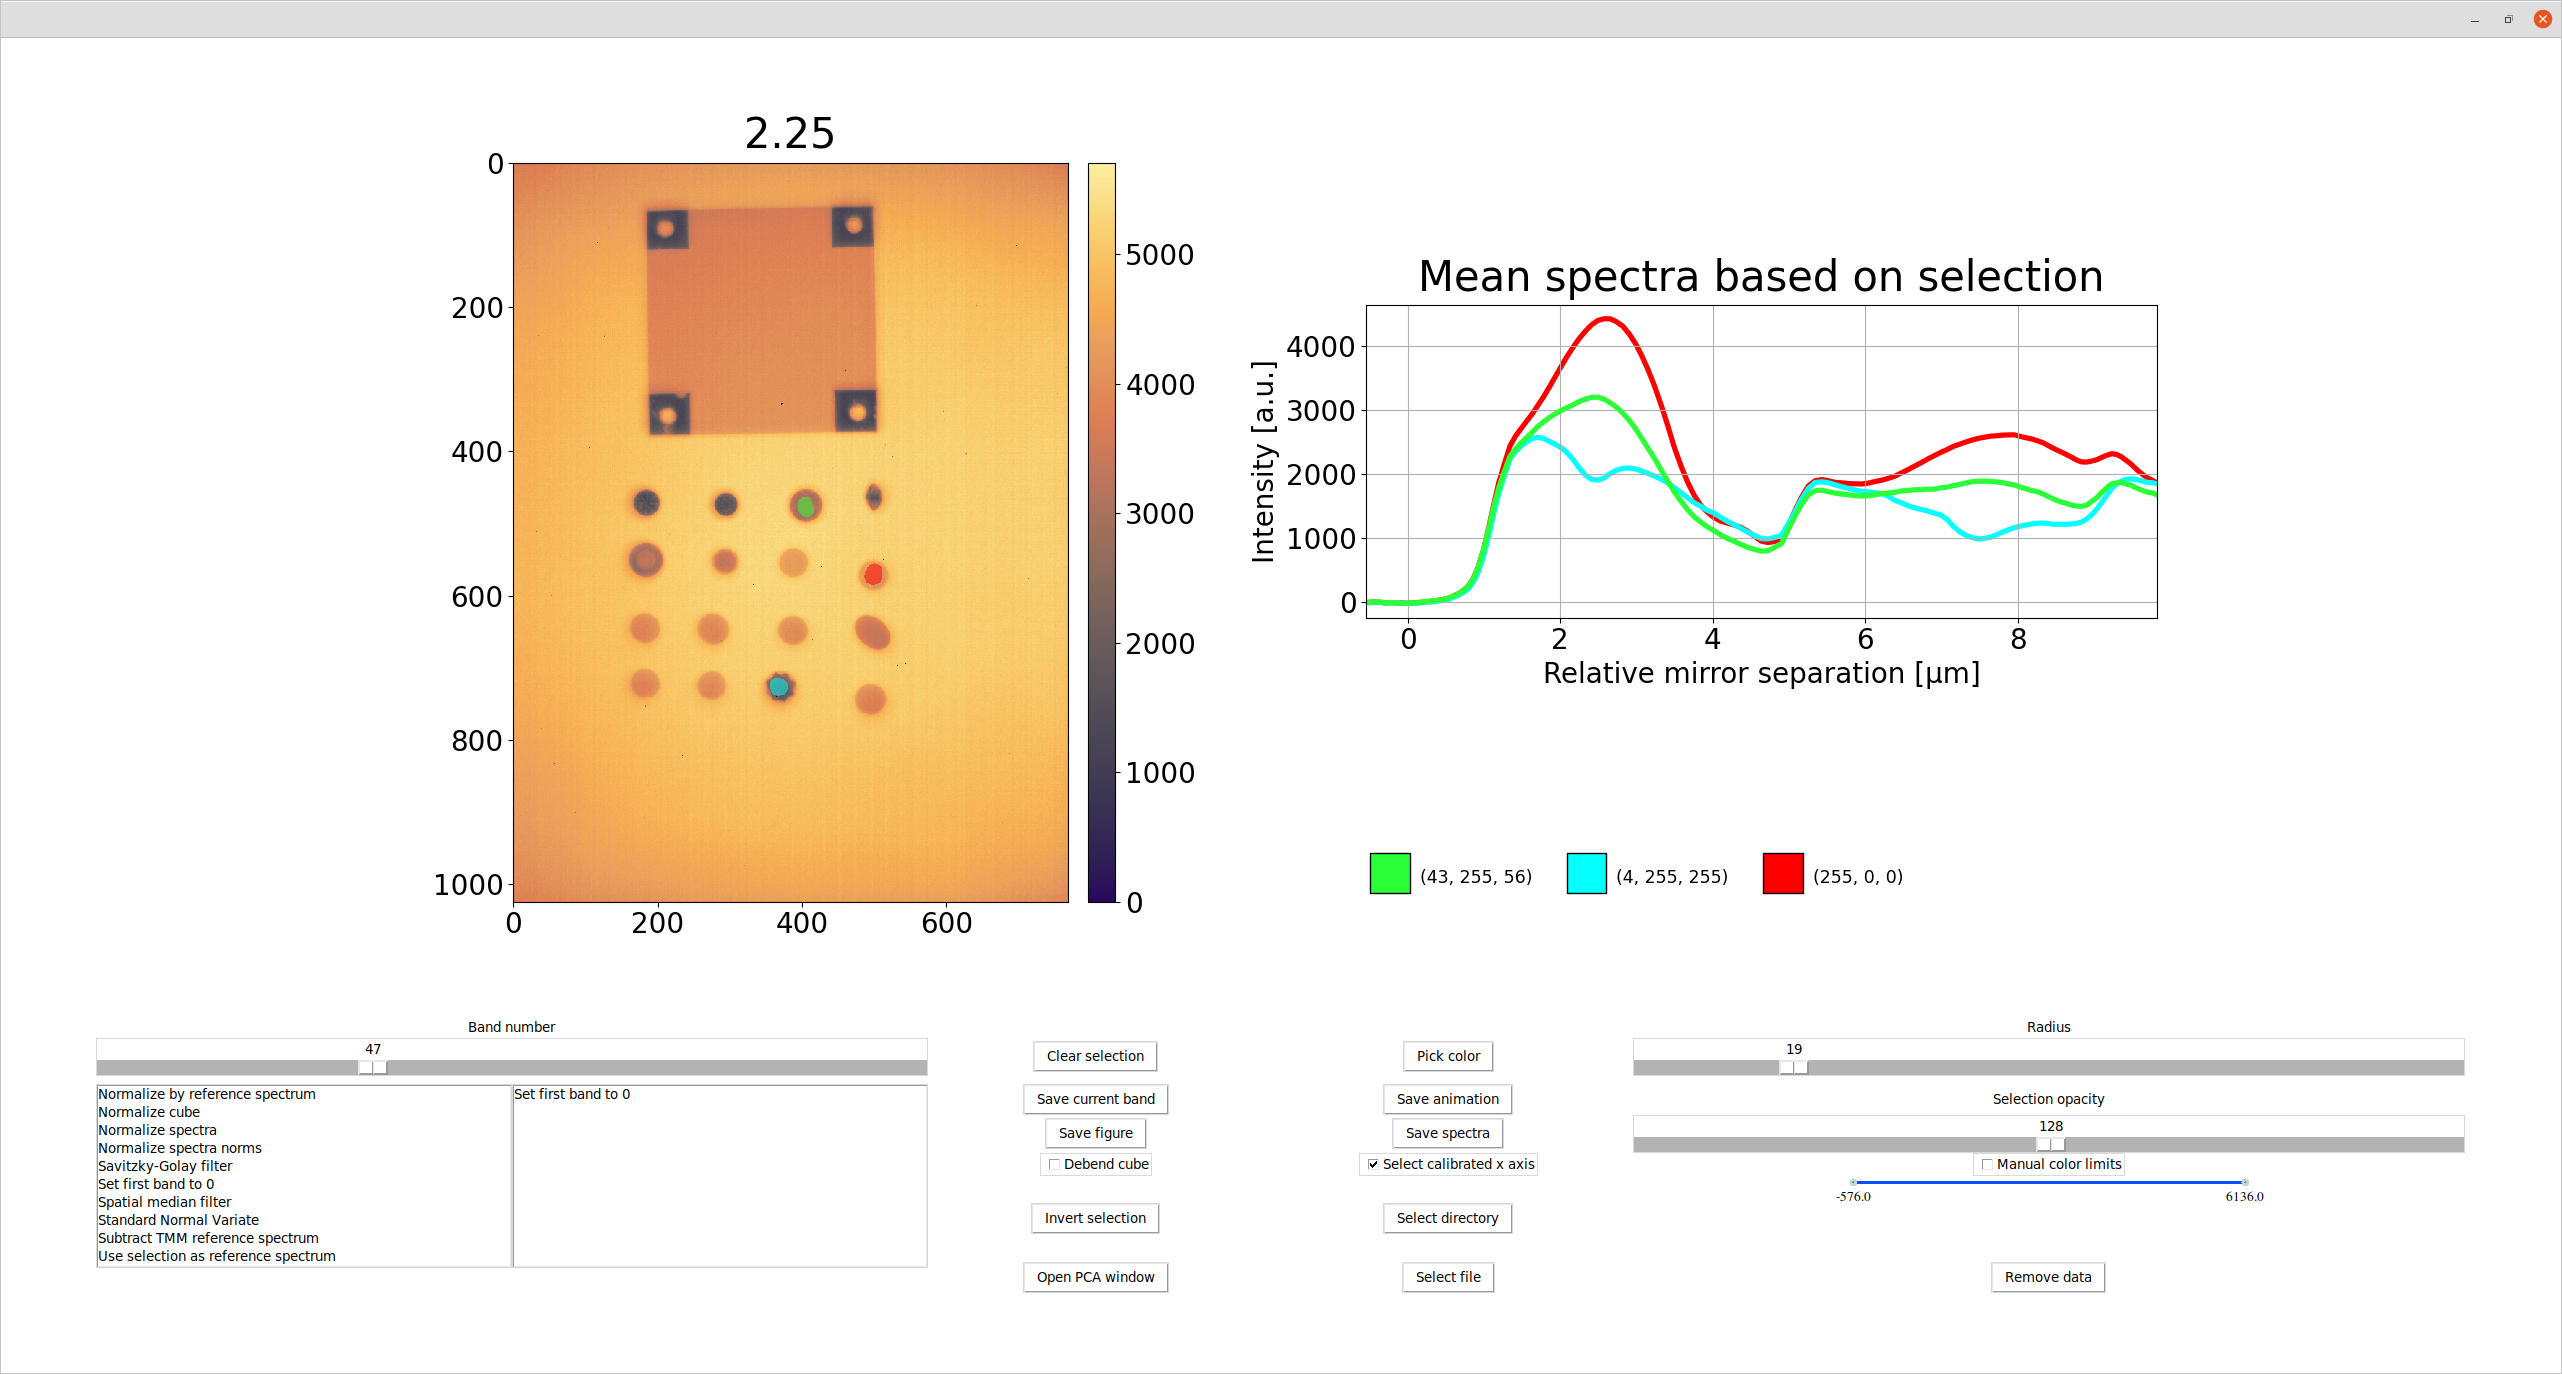 2.25
0
200
400
600
800
1000
0
200
400
600
5000
4000
3000
2000
1000
0
Mean spectra based on selection
Intensity [a.u.]
4000
3000
2000
1000
0
0
2
4
6
8
Relative mirror separation [µm]
(43, 255, 56)
(4, 255, 255)
(255, 0, 0)
Band number
47
Normalize by reference spectrum
Normalize cube
Normalize spectra
Normalize spectra norms
Savitzky-Golay filter
Set first band to 0
Spatial median filter
Standard Normal Variate
Subtract TMM reference spectrum
Use selection as reference spectrum
Set first band to 0
Clear selection
Save current band
Save figure
Debend cube
Invert selection
Open PCA window
Pick color
Save animation
Save spectra
Select calibrated x axis
Select directory
Select file
Radius
19
Selection opacity
128
Manual color limits
-576.0
6136.0
Remove data